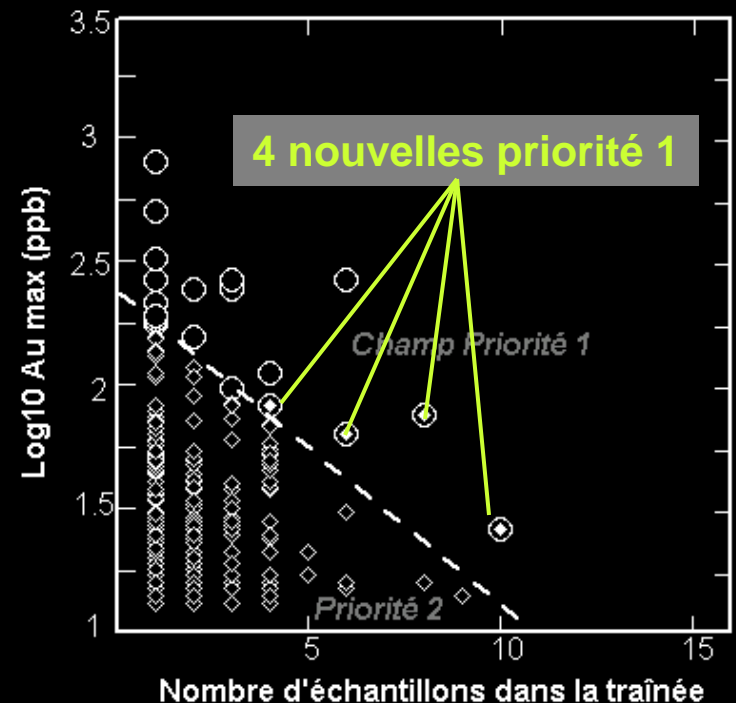 3.5
3
2.5
2
1.5
1
Log10 Au max (ppb)
4 nouvelles priorité 1
Champ Priorité 1
Priorité 2
5
10
15
Nombre d'échantillons dans la traînée